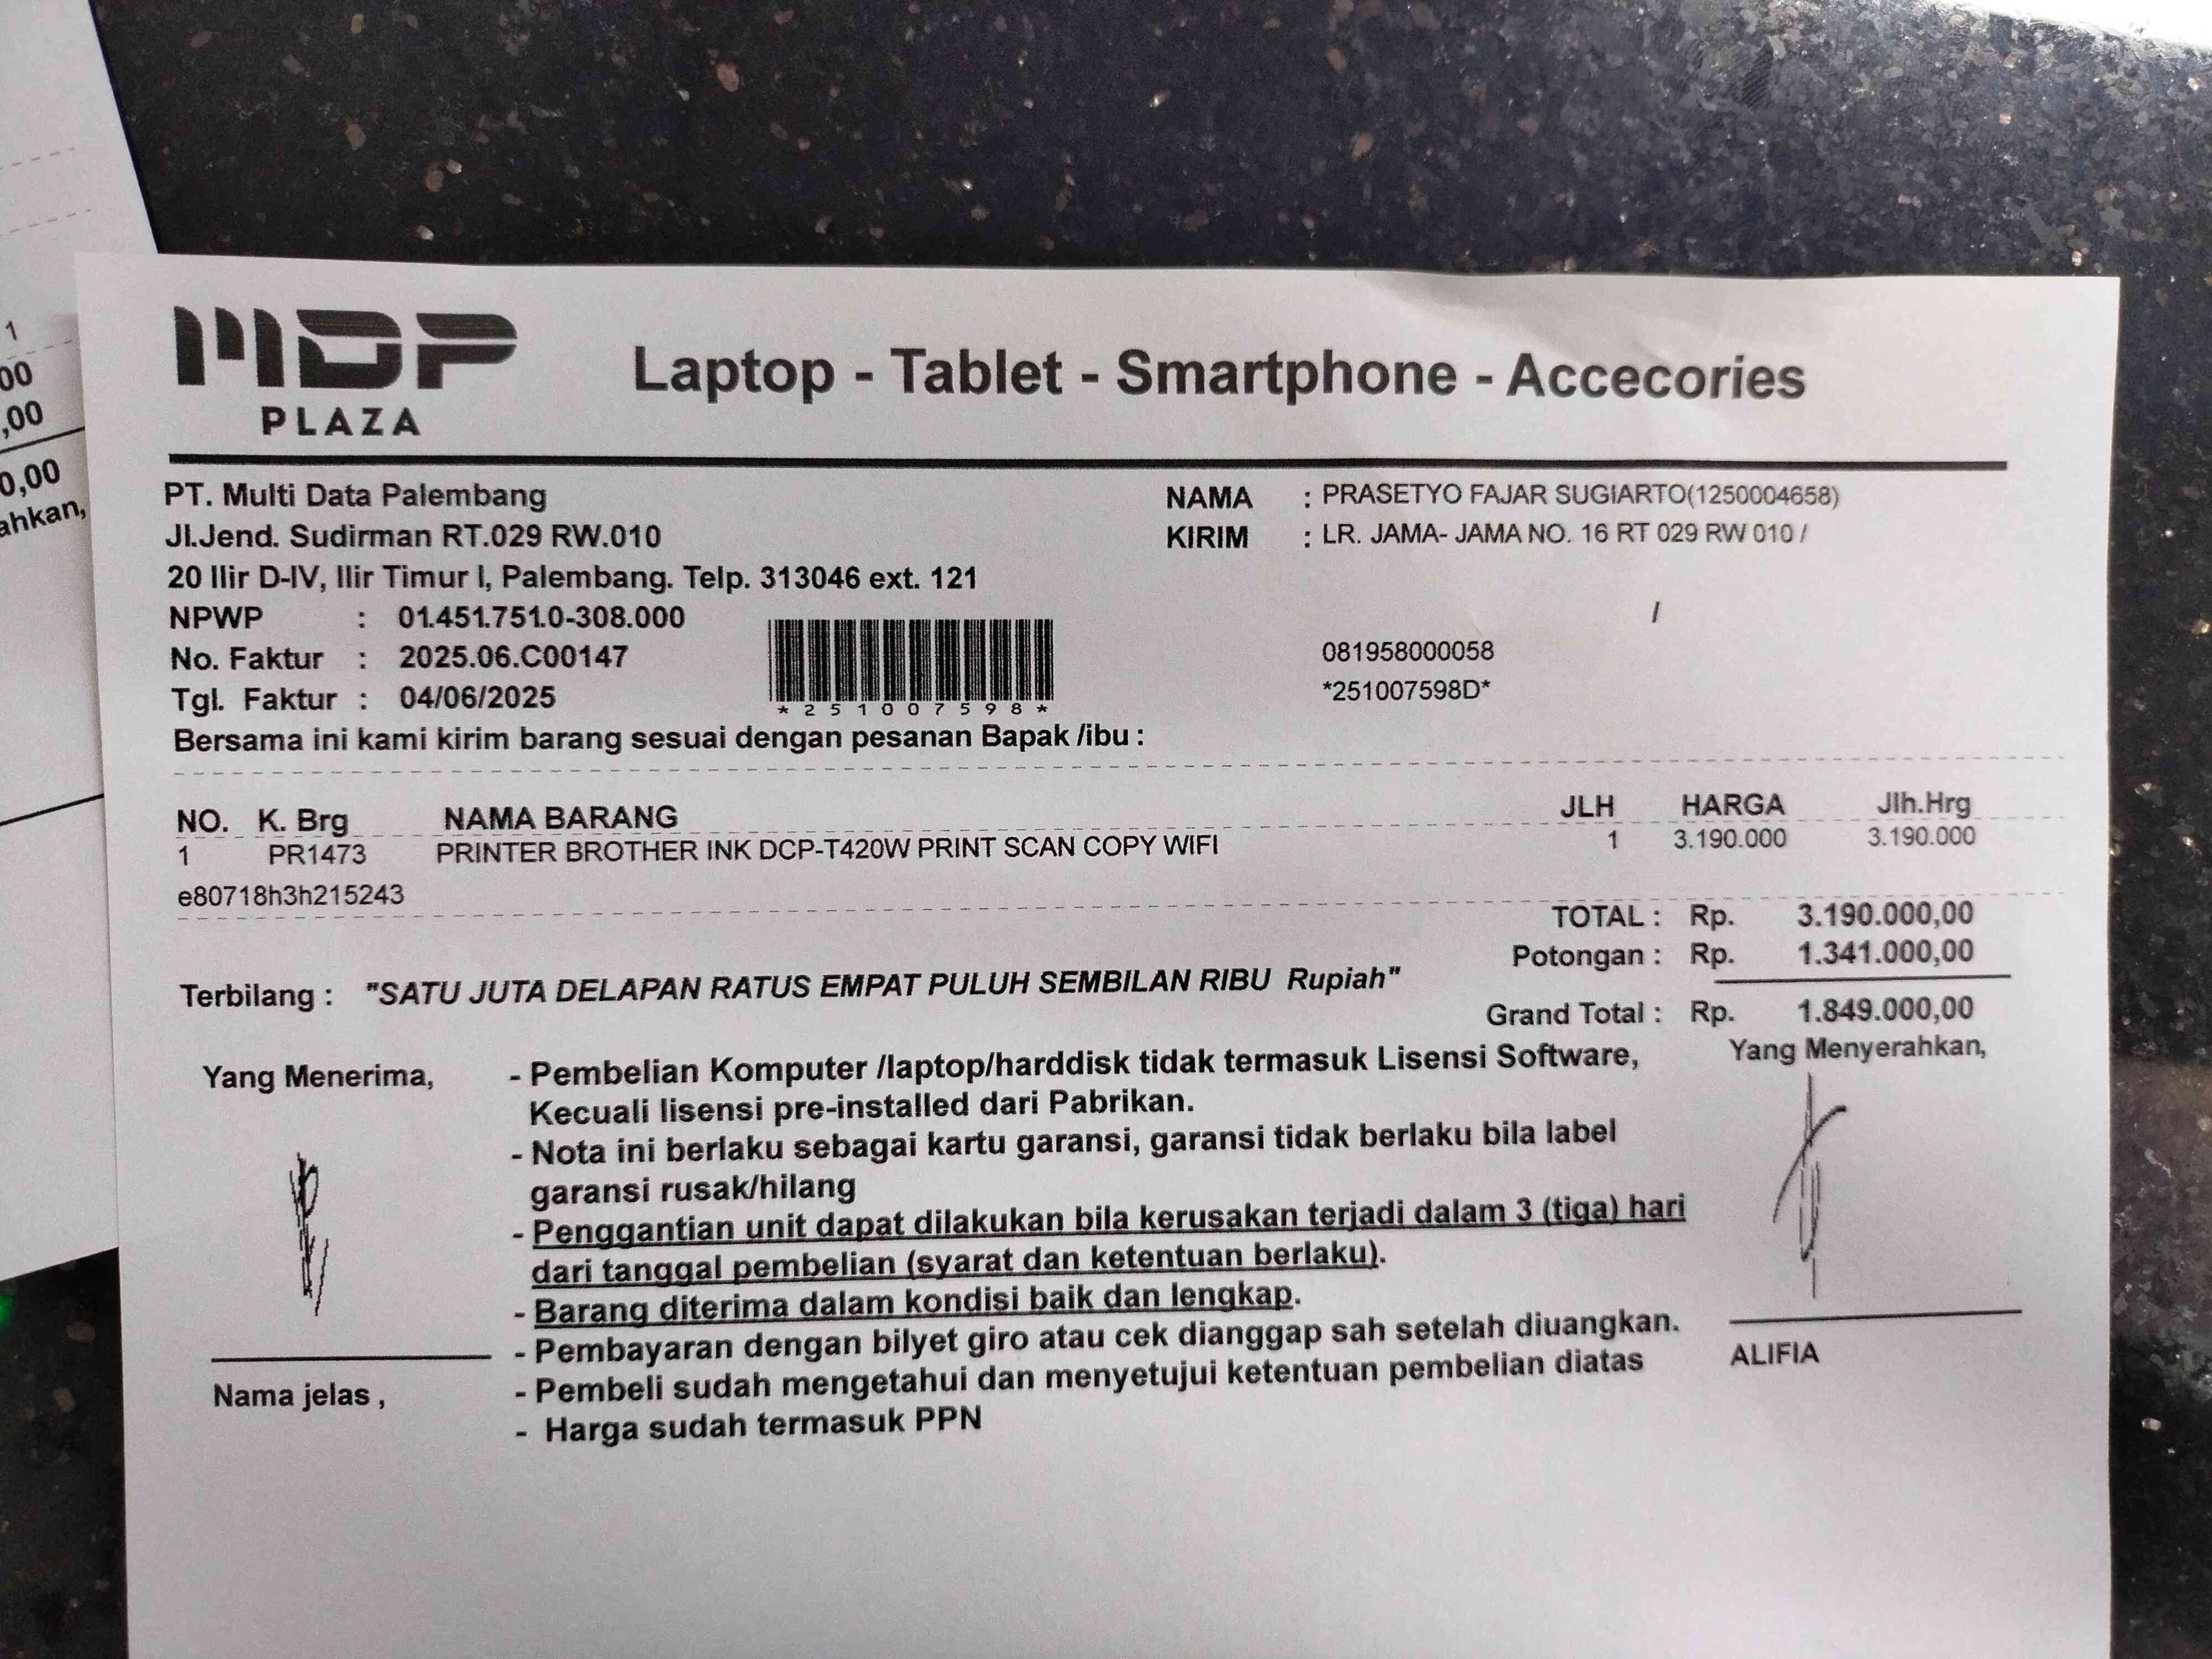 1
00
,00
0,00
ahkan,
MDP
PLAZA
Laptop - Tablet - Smartphone - Accecories
PT. Multi Data Palembang
Jl.Jend. Sudirman RT.029 RW.010
20 Ilir D-IV, Ilir Timur I, Palembang. Telp. 313046 ext. 121
NPWP : 01.451.751.0-308.000
No. Faktur : 2025.06.C00147
Tgl. Faktur : 04/06/2025
*251007598*
NAMA : PRASETYO FAJAR SUGIARTO(1250004658)
KIRIM : LR. JAMA- JAMA NO. 16 RT 029 RW 010 /
/
081958000058
*251007598D*
Bersama ini kami kirim barang sesuai dengan pesanan Bapak /ibu :
NO. K. Brg NAMA BARANG JLH HARGA Jlh.Hrg
1 PR1473 PRINTER BROTHER INK DCP-T420W PRINT SCAN COPY WIFI 1 3.190.000 3.190.000
e80718h3h215243
TOTAL : Rp. 3.190.000,00
Potongan : Rp. 1.341.000,00
Terbilang : "SATU JUTA DELAPAN RATUS EMPAT PULUH SEMBILAN RIBU Rupiah"
Grand Total : Rp. 1.849.000,00
Yang Menerima,
Nama jelas ,
- Pembelian Komputer /laptop/harddisk tidak termasuk Lisensi Software,
Kecuali lisensi pre-installed dari Pabrikan.
- Nota ini berlaku sebagai kartu garansi, garansi tidak berlaku bila label
garansi rusak/hilang
- Penggantian unit dapat dilakukan bila kerusakan terjadi dalam 3 (tiga) hari
dari tanggal pembelian (syarat dan ketentuan berlaku).
- Barang diterima dalam kondisi baik dan lengkap.
- Pembayaran dengan bilyet giro atau cek dianggap sah setelah diuangkan.
- Pembeli sudah mengetahui dan menyetujui ketentuan pembelian diatas
- Harga sudah termasuk PPN
Yang Menyerahkan,
ALIFIA